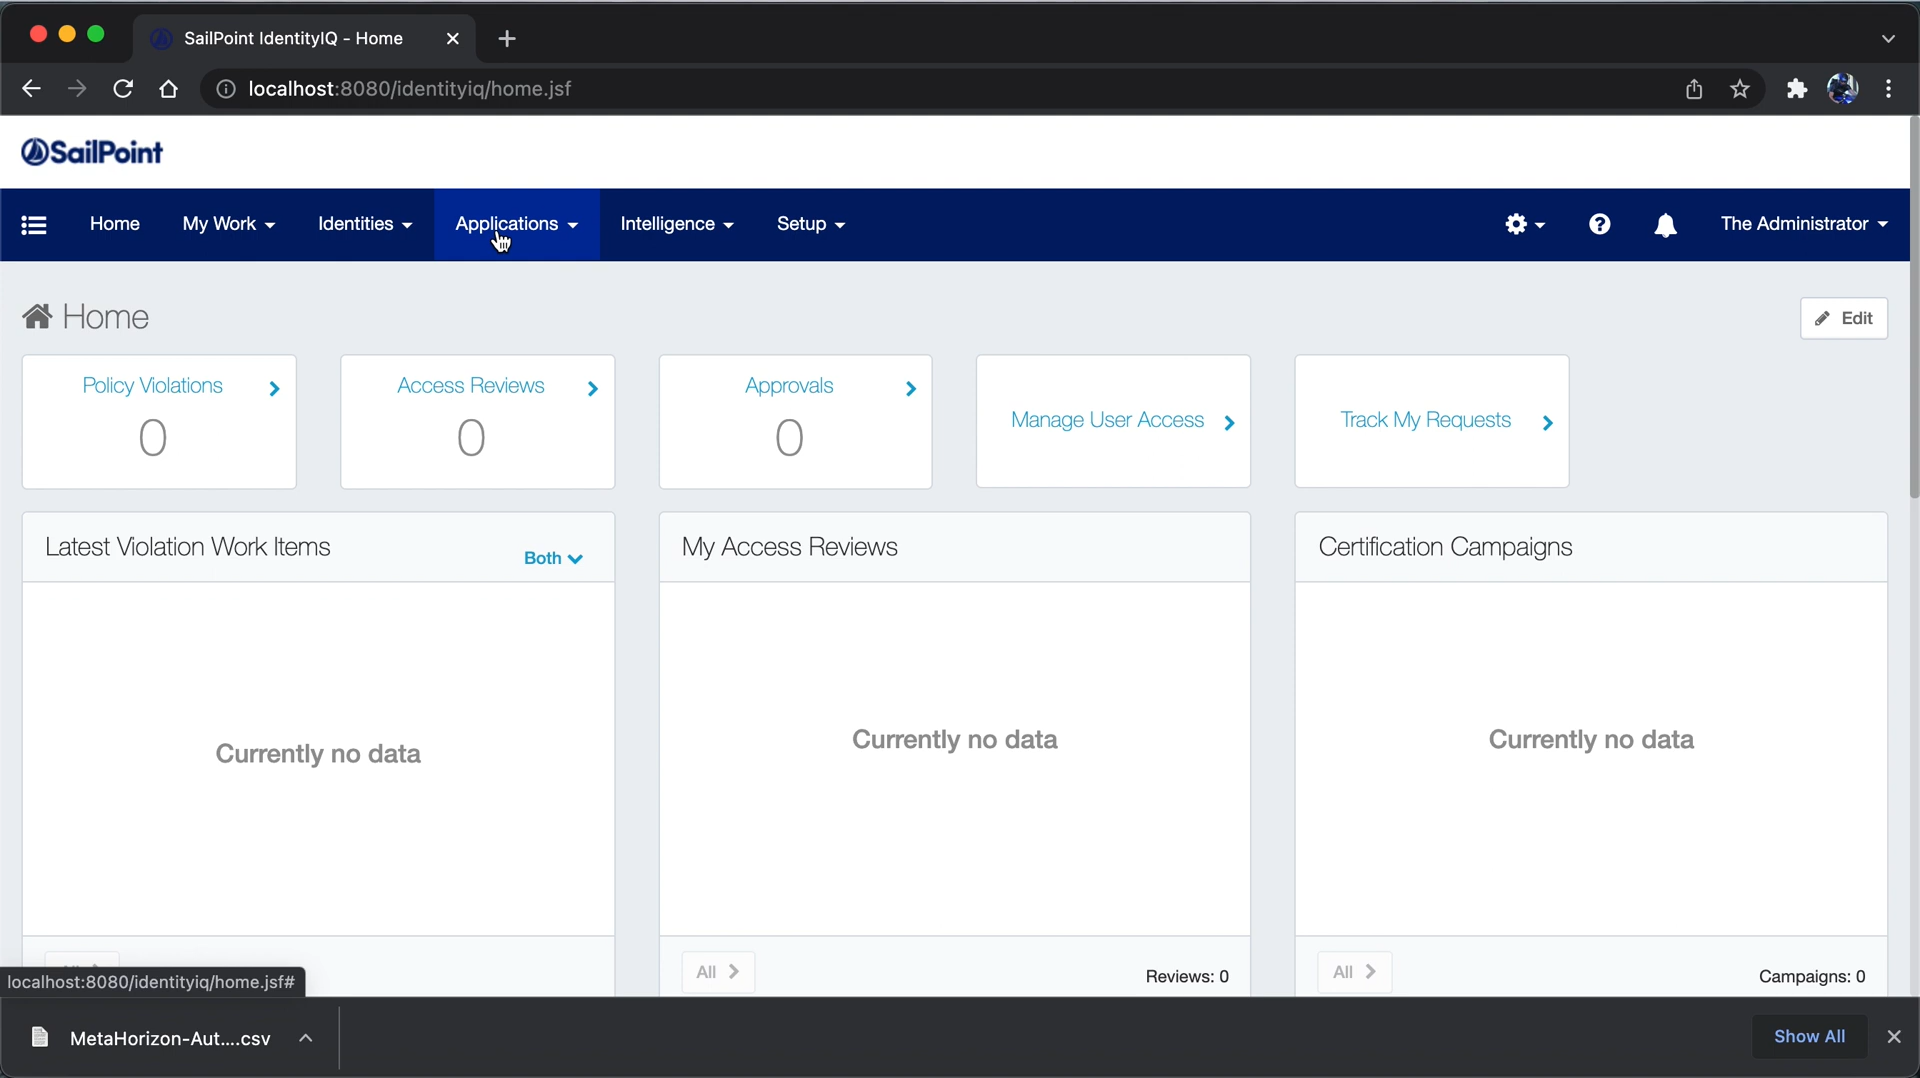 SailPoint IdentityIQ - Home
localhost:8080/identityiq/home.jsf
SailPoint
Home My Work Identities Applications Intelligence Setup The Administrator
Home
Edit
Policy Violations
0
Access Reviews
0
Approvals
0
Manage User Access
Track My Requests
Latest Violation Work Items
Both
Currently no data
My Access Reviews
Currently no data
All
Reviews: 0
Certification Campaigns
Currently no data
All
Campaigns: 0
localhost:8080/identityiq/home.jsf#
MetaHorizon-Aut....csv
Show All